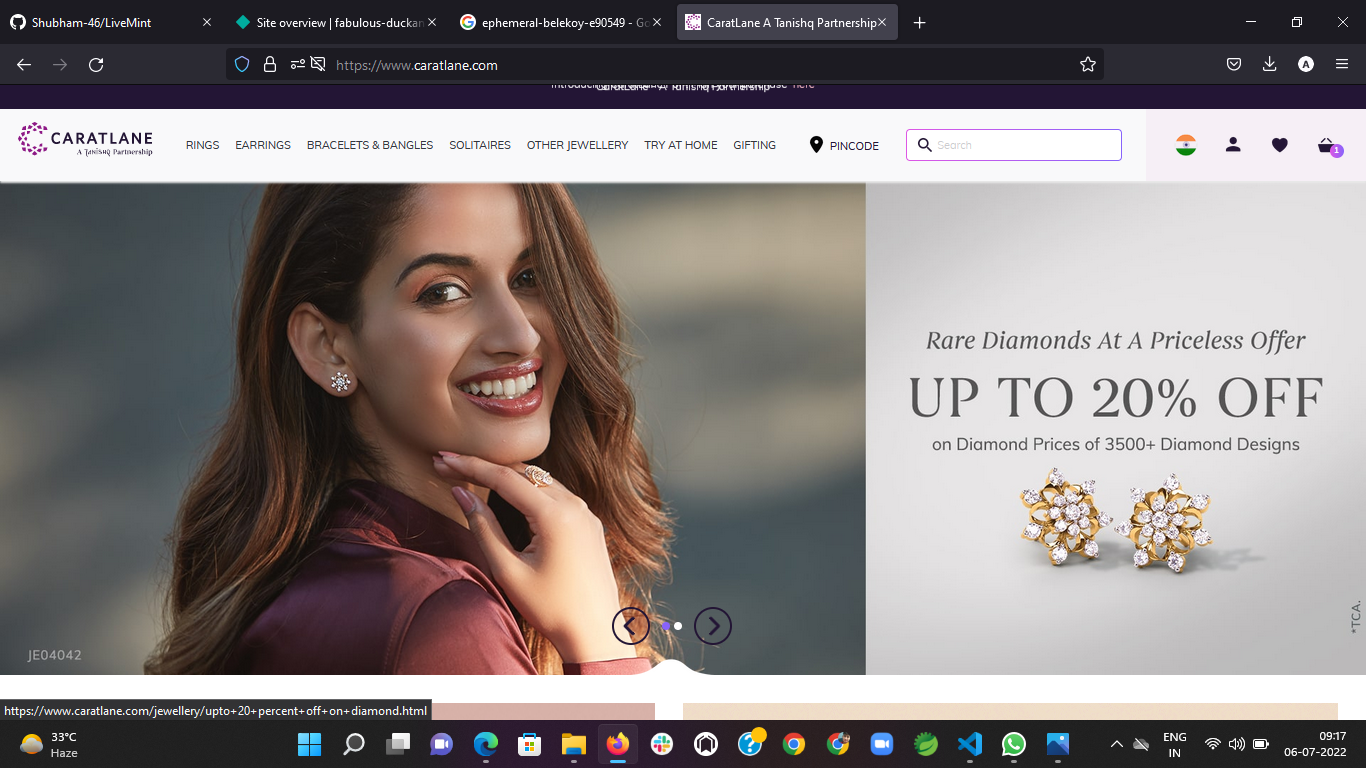 Shubham-46/LiveMint
Site overview | fabulous-duckan
ephemeral-belekoy-e90549 - Go
CaratLane A Tanishq Partnership
https://www.caratlane.com
here
CARATLANE
A Tanishq Partnership
RINGS EARRINGS BRACELETS & BANGLES SOLITAIRES OTHER JEWELLERY TRY AT HOME GIFTING PINCODE Search
1
A
Rare Diamonds At A Priceless Offer
UP TO 20% OFF
on Diamond Prices of 3500+ Diamond Designs
*TCA.
JE04042
https://www.caratlane.com/jewellery/upto+20+percent+off+on+diamond.html
33°C
Haze
ENG
IN
09:17
06-07-2022